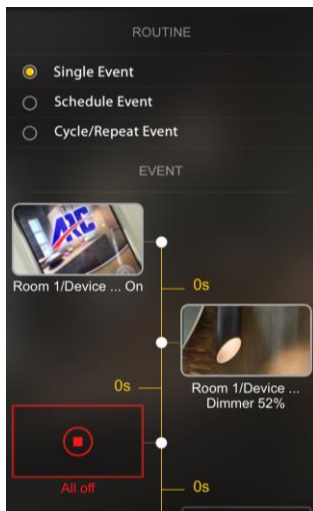 ROUTINE
Single Event
Schedule Event
Cycle/Repeat Event
EVENT
ARC
Room 1/Device ... On
0s
0s
Room 1/Device ...
Dimmer 52%
All off
0s